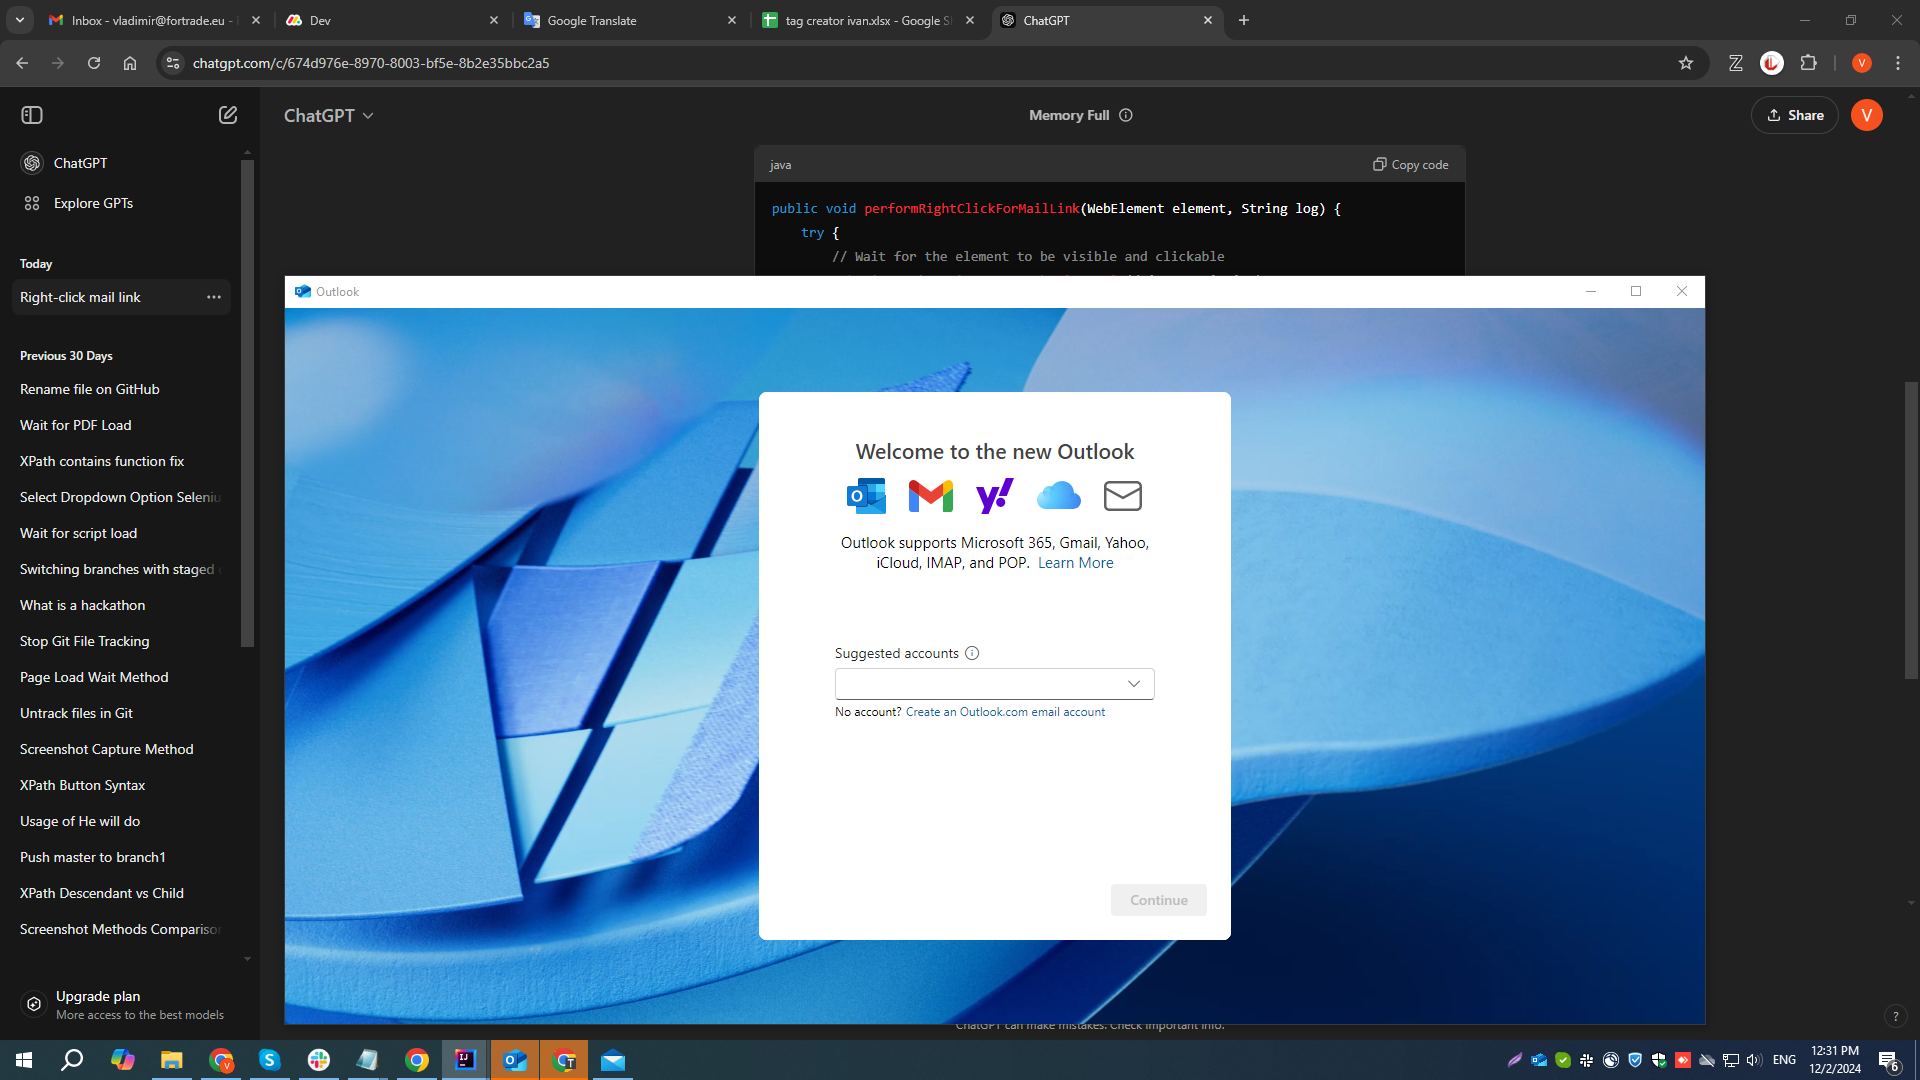 Inbox - vladimir@fortrade.eu -
Dev
Google Translate
tag creator ivan.xlsx - Google S
ChatGPT
chatgpt.com/c/674d976e-8970-8003-bf5e-8b2e35bbc2a5
V
ChatGPT
Memory Full
Share
V
ChatGPT
Explore GPTs
Today
Right-click mail link
Previous 30 Days
Rename file on GitHub
Wait for PDF Load
XPath contains function fix
Select Dropdown Option Seleniu
Wait for script load
Switching branches with staged
What is a hackathon
Stop Git File Tracking
Page Load Wait Method
Untrack files in Git
Screenshot Capture Method
XPath Button Syntax
Usage of He will do
Push master to branch1
XPath Descendant vs Child
Screenshot Methods Comparison
Upgrade plan
More access to the best models
java
Copy code
public void performRightClickForMailLink(WebElement element, String log) {
try {
// Wait for the element to be visible and clickable
Outlook
Welcome to the new Outlook
Outlook supports Microsoft 365, Gmail, Yahoo,
iCloud, IMAP, and POP. Learn More
Suggested accounts
No account? Create an Outlook.com email account
Continue
ChatGPT can make mistakes. Check important info.
?
ENG
12:31 PM
12/2/2024
6